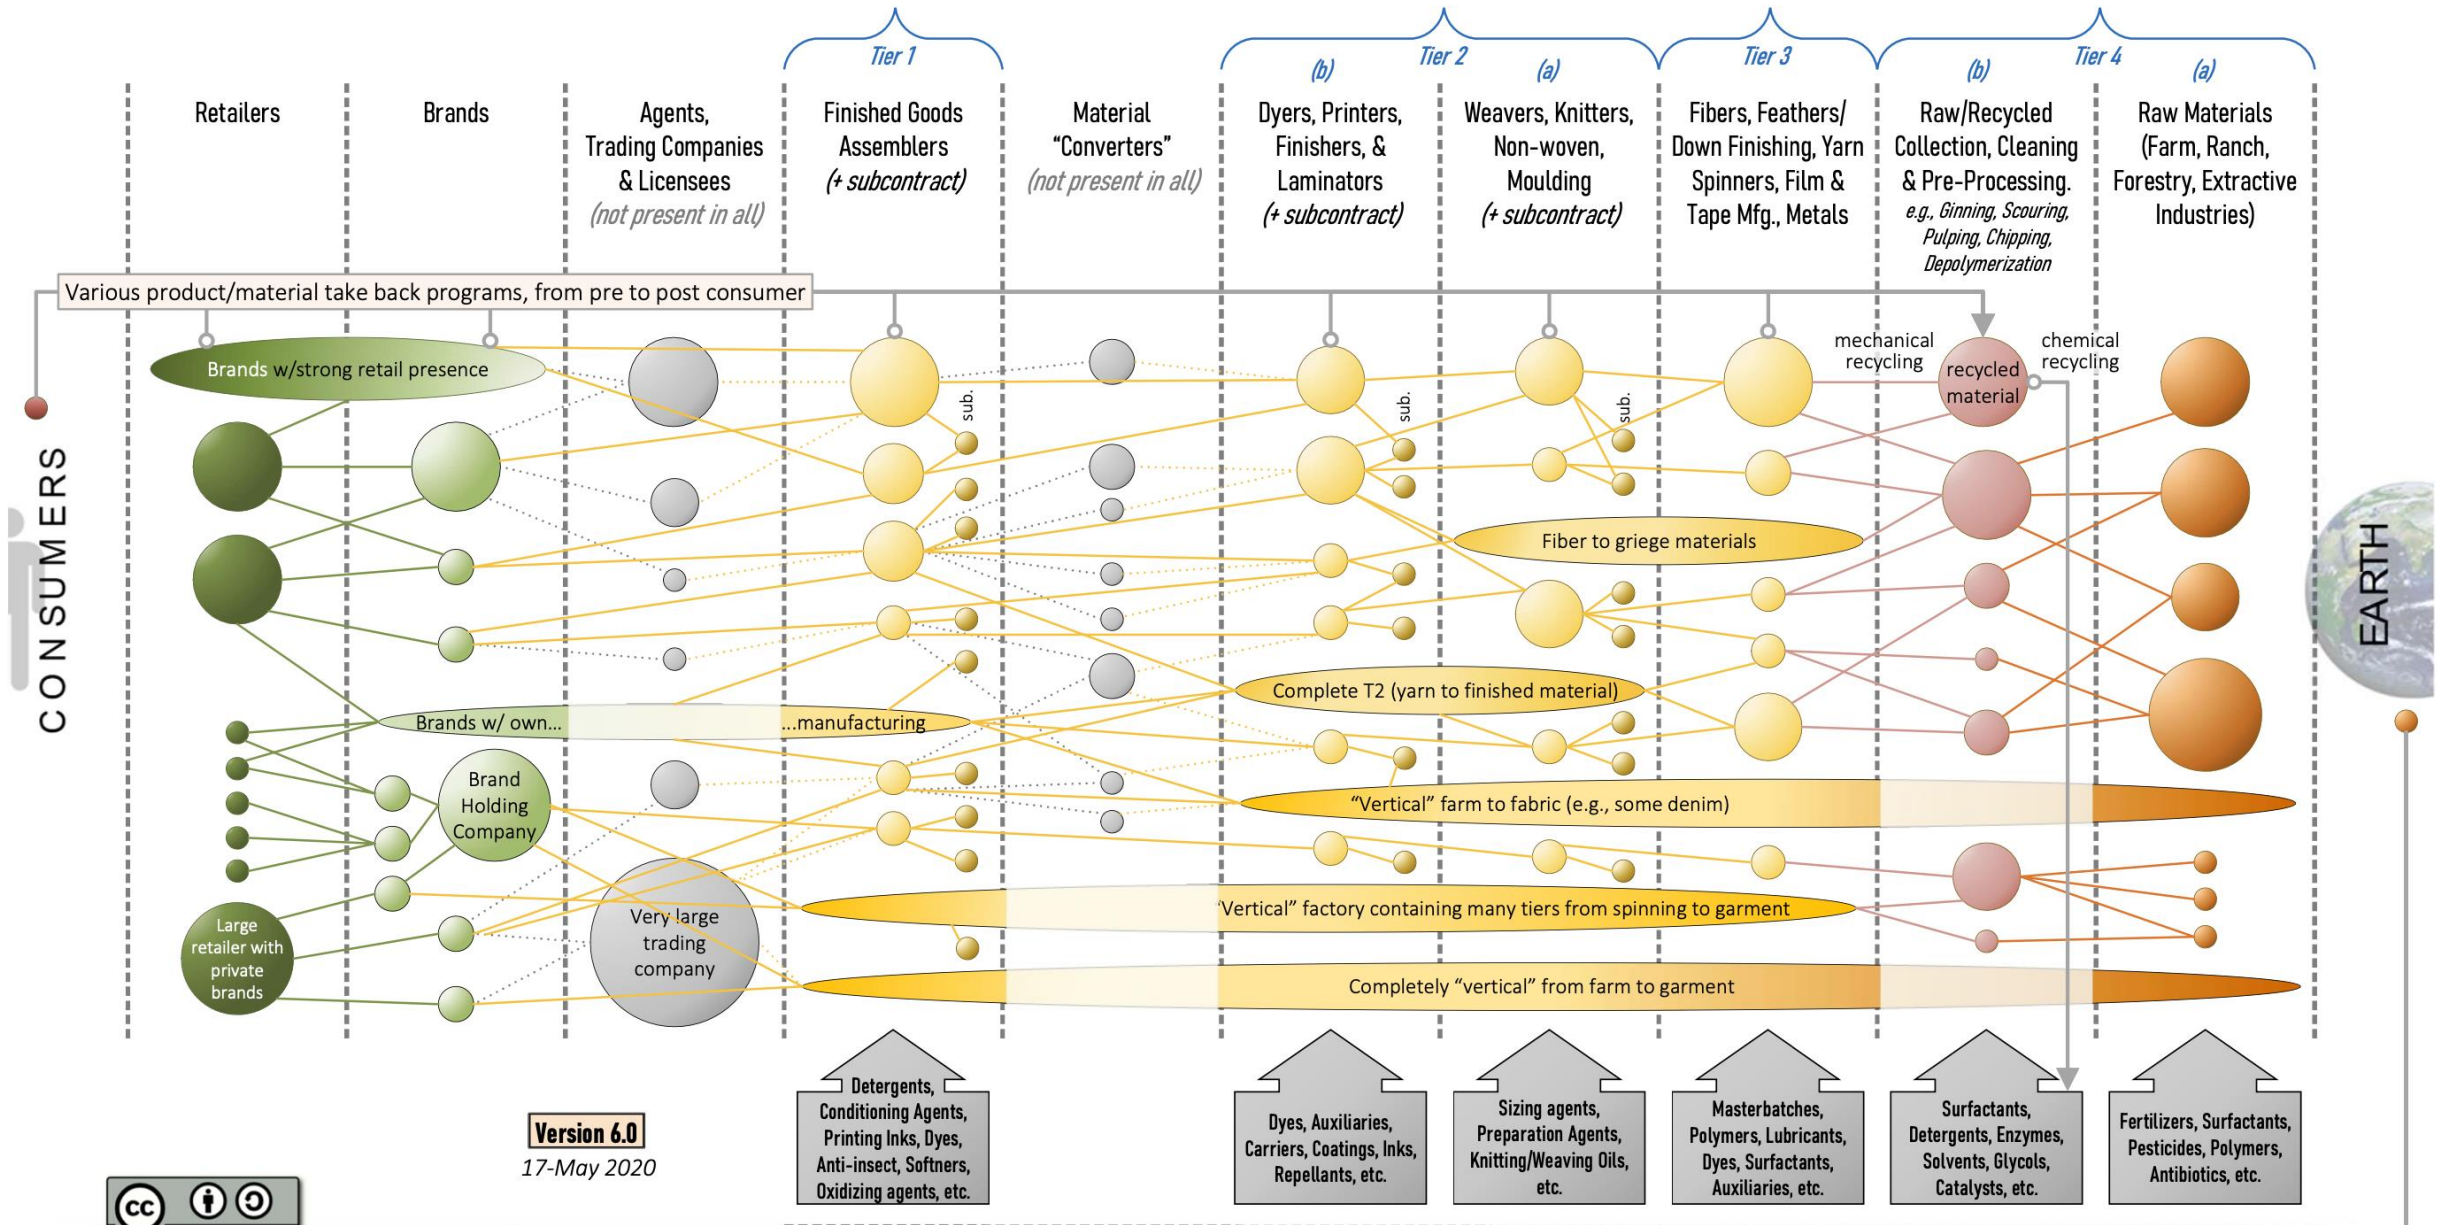 Tier 1
Tier 2
(b)
(a)
Tier 3
Tier 4
(b)
(a)
Retailers
Brands
Agents,
Trading Companies
& Licensees
(not present in all)
Finished Goods
Assemblers
(+ subcontract)
Material
“Converters”
(not present in all)
Dyers, Printers,
Finishers, &
Laminators
(+ subcontract)
Weavers, Knitters,
Non-woven,
Moulding
(+ subcontract)
Fibers, Feathers/
Down Finishing, Yarn
Spinners, Film &
Tape Mfg., Metals
Raw/Recycled
Collection, Cleaning
& Pre-Processing.
e.g., Ginning, Scouring,
Pulping, Chipping,
Depolymerization
Raw Materials
(Farm, Ranch,
Forestry, Extractive
Industries)
Various product/material take back programs, from pre to post consumer
CONSUMERS
EARTH
Brands w/strong retail presence
sub.
sub.
sub.
mechanical
recycling
recycled
material
chemical
recycling
Fiber to griege materials
Complete T2 (yarn to finished material)
Brands w/ own...
...manufacturing
Brand
Holding
Company
“Vertical” farm to fabric (e.g., some denim)
Very large
trading
company
“Vertical” factory containing many tiers from spinning to garment
Large
retailer with
private
brands
Completely “vertical” from farm to garment
Detergents,
Conditioning Agents,
Printing Inks, Dyes,
Anti-insect, Softners,
Oxidizing agents, etc.
Dyes, Auxiliaries,
Carriers, Coatings, Inks,
Repellants, etc.
Sizing agents,
Preparation Agents,
Knitting/Weaving Oils,
etc.
Masterbatches,
Polymers, Lubricants,
Dyes, Surfactants,
Auxiliaries, etc.
Surfactants,
Detergents, Enzymes,
Solvents, Glycols,
Catalysts, etc.
Fertilizers, Surfactants,
Pesticides, Polymers,
Antibiotics, etc.
Version 6.0
17-May 2020
cc